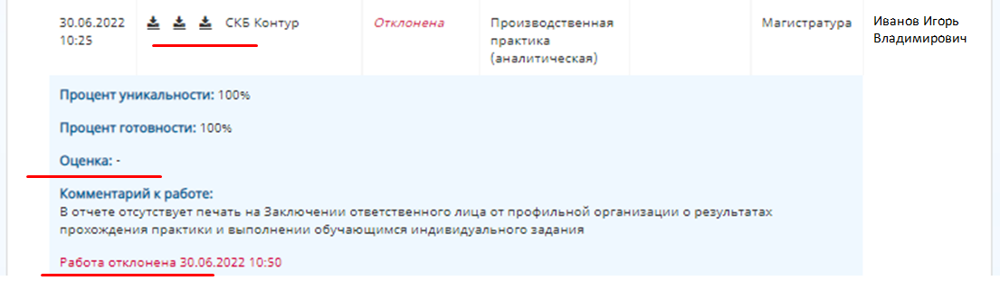 30.06.2022
10:25
СКБ Контур
Отклонена
Производственная
практика
(аналитическая)
Магистратура
Иванов Игорь
Владимирович
Процент уникальности: 100%
Процент готовности: 100%
Оценка: -
Комментарий к работе:
В отчете отсутствует печать на Заключении ответственного лица от профильной организации о результатах
прохождения практики и выполнении обучающимся индивидуального задания
Работа отклонена 30.06.2022 10:50